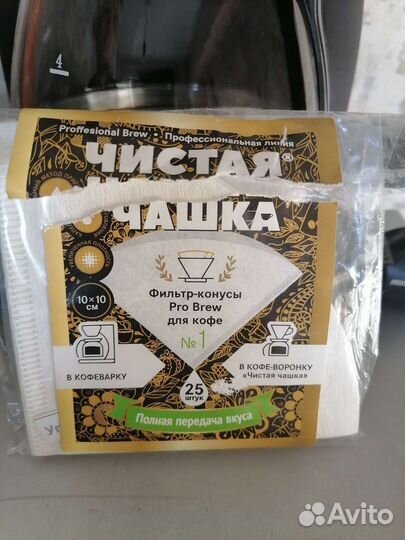 4
Proffesional Brew • Профессиональная линия
ЧИСТАЯ®
ЧАШКА
10×10
см
Фильтр-конусы
Pro Brew
для кофе
№1
В КОФЕВАРКУ
В КОФЕ-ВОРОНКУ
«Чистая чашка»
25
штук
Полная передача вкуса
Avito